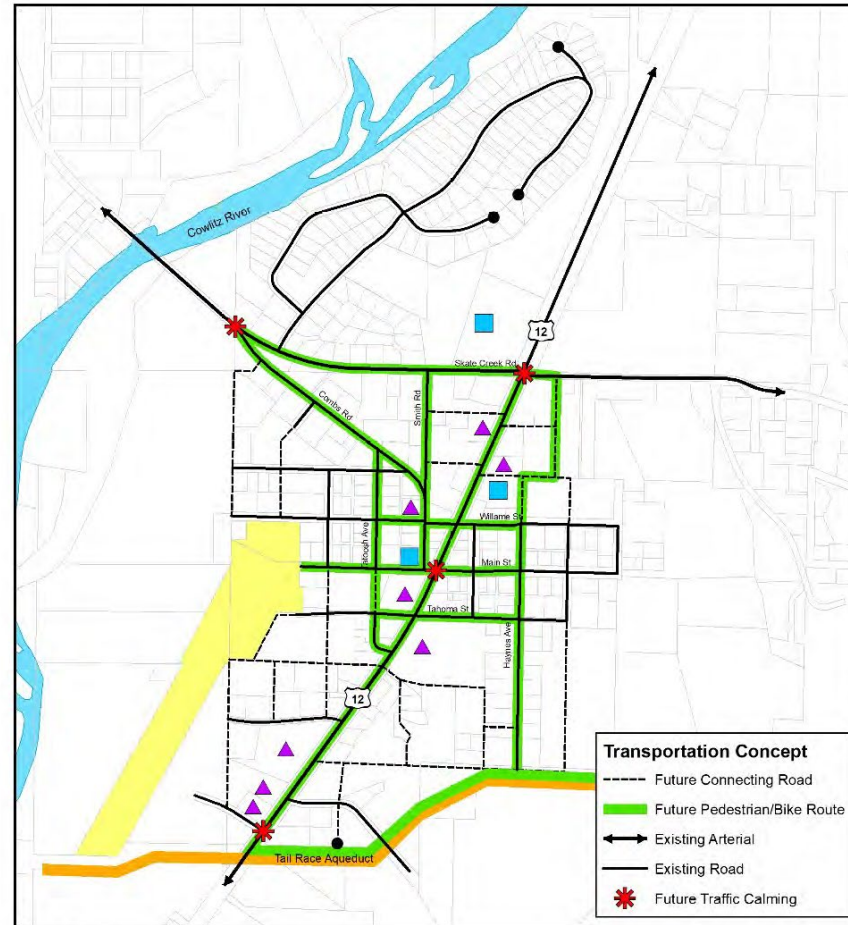 Cowlitz River
12
Skate Creek Rd
Combs Rd
Smith Rd
Willame St
Tatoosh Ave
Main St
Tahoma St
Haynes Ave
12
Tail Race Aqueduct
Transportation Concept
Future Connecting Road
Future Pedestrian/Bike Route
Existing Arterial
Existing Road
Future Traffic Calming